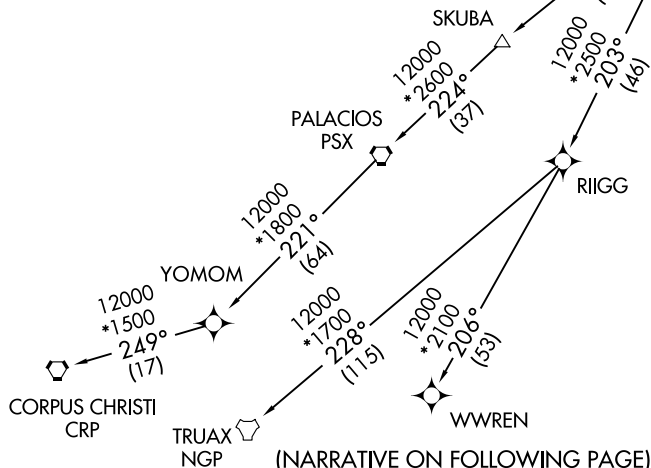 SKUBA
12000
*2600
224°
(37)
12000
*2500
203°
(46)
PALACIOS
PSX
RIIGG
12000
*1800
221°
(64)
YOMOM
12000
*1500
249°
(17)
12000
*1700
228°
(115)
12000
*2100
206°
(53)
CORPUS CHRISTI
CRP
WWREN
TRUAX
NGP
(NARRATIVE ON FOLLOWING PAGE)